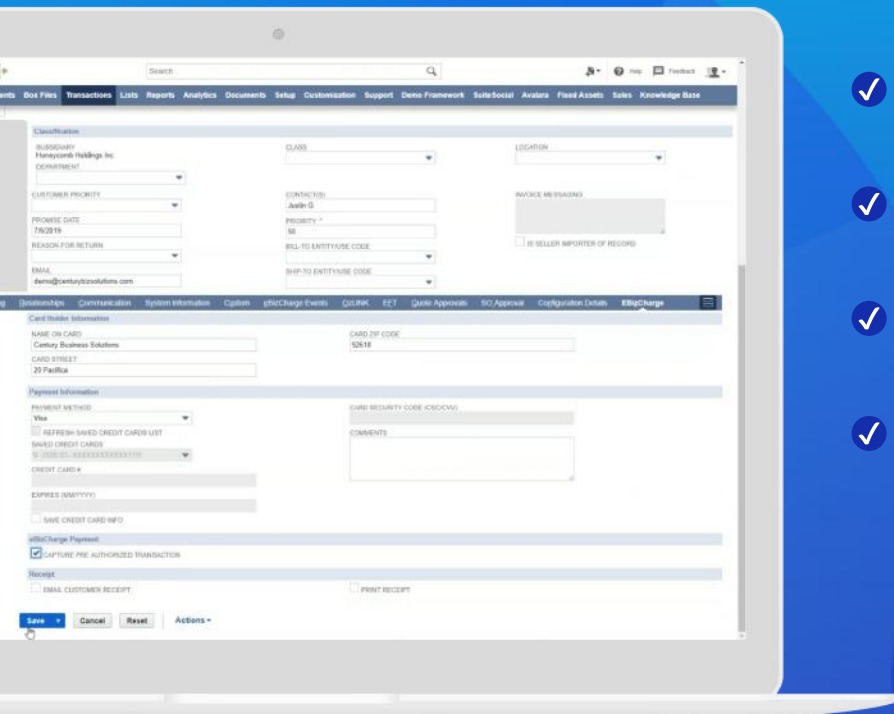 Search
Help Feedback
ents Box Files Transactions Lists Reports Analytics Documents Setup Customization Support Demo Framework SuiteSocial Avalara Fixed Assets Sales Knowledge Base
Classification
SUBSIDIARY
Honeycomb Holdings Inc.
CLASS
LOCATION
DEPARTMENT
CUSTOMER PRIORITY
CONTACT(S)
Justin G
INVOICE MESSAGING
PROMISE DATE
7/6/2019
PRIORITY *
50
REASON FOR RETURN
BILL-TO ENTITY/USE CODE
IS SELLER IMPORTER OF RECORD
EMAIL
demo@centurybizsolutions.com
SHIP-TO ENTITY/USE CODE
g Relationships Communication System Information Custom eBizCharge Events OzLINK EFT Quote Approvals SO Approval Configuration Details EBizCharge
Card Holder Information
NAME ON CARD
Century Business Solutions
CARD ZIP CODE
92618
CARD STREET
20 Pacifica
Payment Information
PAYMENT METHOD
Visa
CARD SECURITY CODE (CSC/CVV)
REFRESH SAVED CREDIT CARDS LIST
COMMENTS
SAVED CREDIT CARDS
CREDIT CARD #
EXPIRES (MM/YYYY)
SAVE CREDIT CARD INFO
eBizCharge Payment
CAPTURE PRE AUTHORIZED TRANSACTION
Receipt
EMAIL CUSTOMER RECEIPT
PRINT RECEIPT
Save Cancel Reset Actions